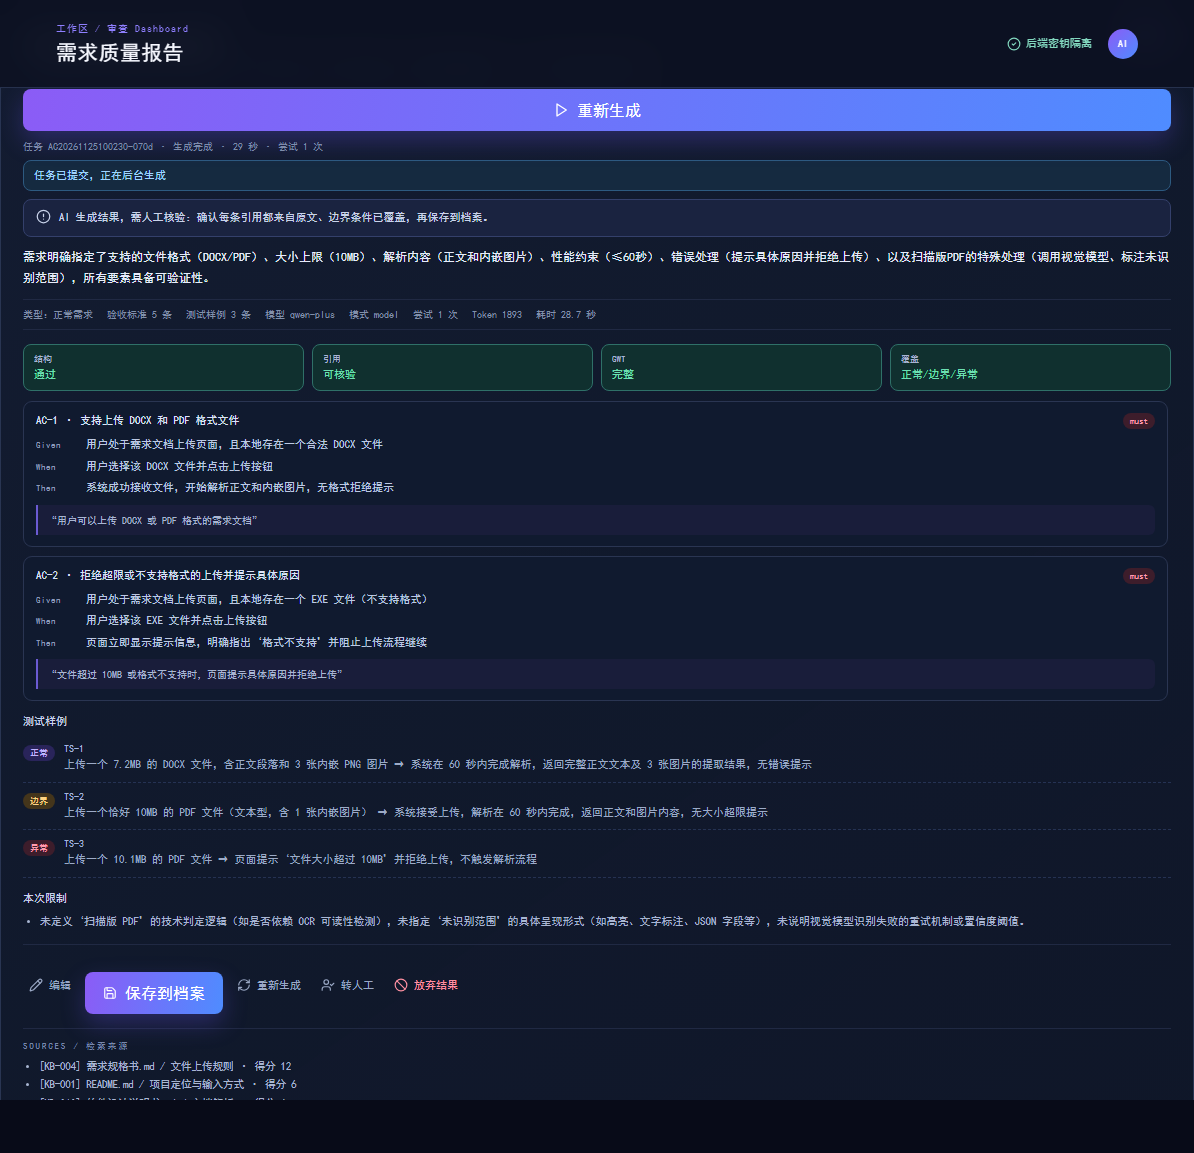 工作区 / 审查 Dashboard
需求质量报告
后端密钥隔离
AI
重新生成
任务 AC20261125100230-070d · 生成完成 · 29 秒 · 尝试 1 次
任务已提交，正在后台生成
AI 生成结果，需人工核验：确认每条引用都来自原文、边界条件已覆盖，再保存到档案。
需求明确指定了支持的文件格式（DOCX/PDF）、大小上限（10MB）、解析内容（正文和内嵌图片）、性能约束（≤60秒）、错误处理（提示具体原因并拒绝上传）、以及扫描版PDF的特殊处理（调用视觉模型、标注未识
别范围），所有要素具备可验证性。
类型：正常需求 验收标准 5 条 测试样例 3 条 模型 qwen-plus 模式 model 尝试 1 次 Token 1893 耗时 28.7 秒
结构
通过
引用
可核验
GWT
完整
覆盖
正常/边界/异常
AC-1 · 支持上传 DOCX 和 PDF 格式文件
must
Given 用户处于需求文档上传页面，且本地存在一个合法 DOCX 文件
When 用户选择该 DOCX 文件并点击上传按钮
Then 系统成功接收文件，开始解析正文和内嵌图片，无格式拒绝提示
“用户可以上传 DOCX 或 PDF 格式的需求文档”
AC-2 · 拒绝超限或不支持格式的上传并提示具体原因
must
Given 用户处于需求文档上传页面，且本地存在一个 EXE 文件（不支持格式）
When 用户选择该 EXE 文件并点击上传按钮
Then 页面立即显示提示信息，明确指出‘格式不支持’并阻止上传流程继续
“文件超过 10MB 或格式不支持时，页面提示具体原因并拒绝上传”
测试样例
正常
TS-1
上传一个 7.2MB 的 DOCX 文件，含正文段落和 3 张内嵌 PNG 图片 → 系统在 60 秒内完成解析，返回完整正文文本及 3 张图片的提取结果，无错误提示
边界
TS-2
上传一个恰好 10MB 的 PDF 文件（文本型，含 1 张内嵌图片） → 系统接受上传，解析在 60 秒内完成，返回正文和图片内容，无大小超限提示
异常
TS-3
上传一个 10.1MB 的 PDF 文件 → 页面提示‘文件大小超过 10MB’并拒绝上传，不触发解析流程
本次限制
• 未定义‘扫描版 PDF’的技术判定逻辑（如是否依赖 OCR 可读性检测），未指定‘未识别范围’的具体呈现形式（如高亮、文字标注、JSON 字段等），未说明视觉模型识别失败的重试机制或置信度阈值。
编辑
保存到档案
重新生成
转人工
放弃结果
SOURCES / 检索来源
• [KB-004] 需求规格书.md / 文件上传规则 · 得分 12
• [KB-001] README.md / 项目定位与输入方式 · 得分 6